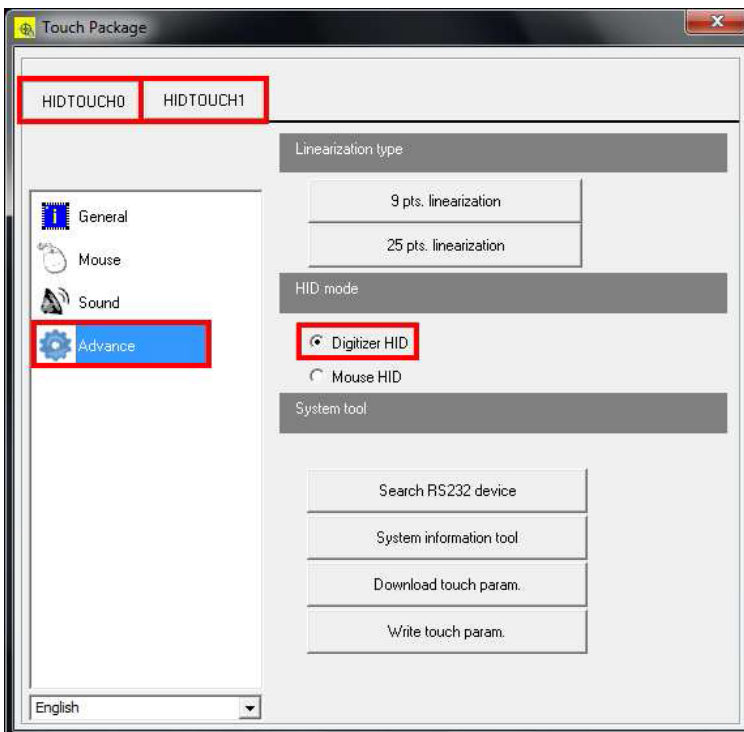 Touch Package
HIDTOUCH0 HIDTOUCH1
General
Mouse
Sound
Advance
English
Linearization type
9 pts. linearization
25 pts. linearization
HID mode
Digitizer HID
Mouse HID
System tool
Search RS232 device
System information tool
Download touch param.
Write touch param.